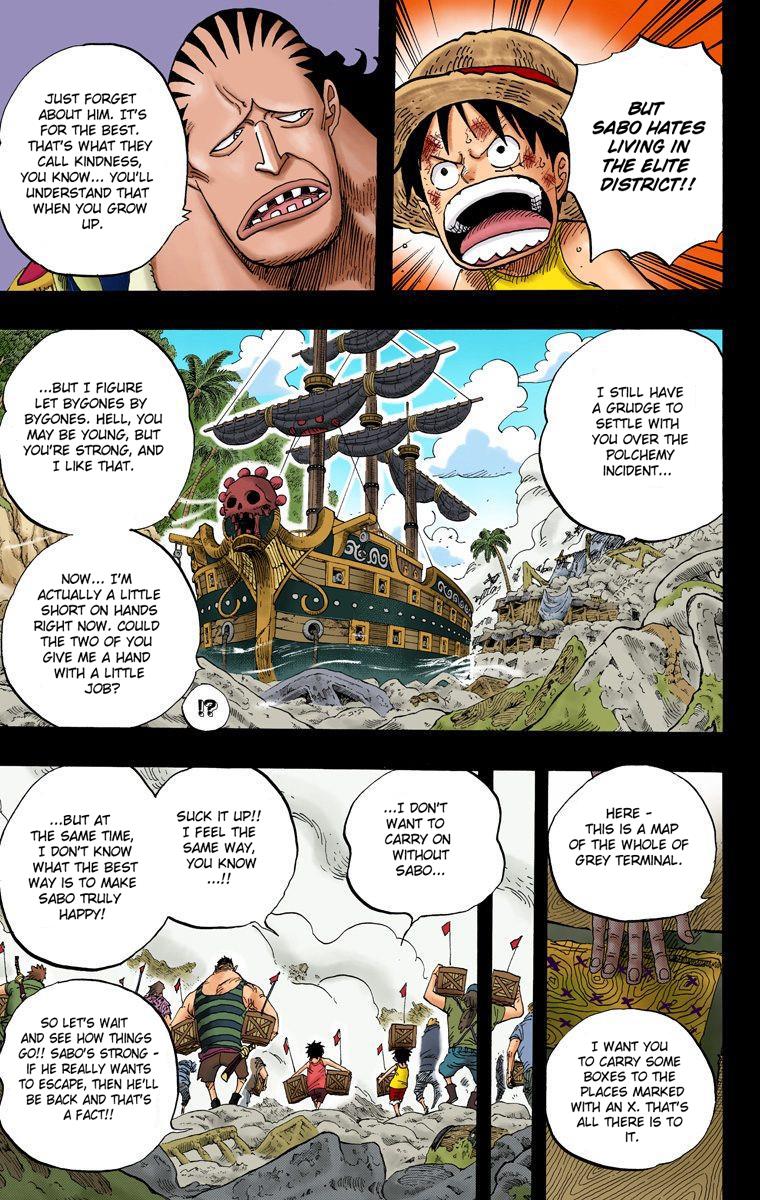 BUT
SABO HATES
LIVING IN
THE ELITE
DISTRICT!!
JUST FORGET
ABOUT HIM. IT'S
FOR THE BEST.
THAT'S WHAT THEY
CALL KINDNESS,
YOU KNOW... YOU'LL
UNDERSTAND THAT
WHEN YOU GROW
UP.
I STILL HAVE
A GRUDGE TO
SETTLE WITH
YOU OVER THE
POLCHEMY
INCIDENT...
...BUT I FIGURE
LET BYGONES BY
BYGONES. HELL, YOU
MAY BE YOUNG, BUT
YOU'RE STRONG, AND
I LIKE THAT.
NOW... I'M
ACTUALLY A LITTLE
SHORT ON HANDS
RIGHT NOW. COULD
THE TWO OF YOU
GIVE ME A HAND
WITH A LITTLE
JOB?
!?
HERE -
THIS IS A MAP
OF THE WHOLE OF
GREY TERMINAL.
I WANT YOU
TO CARRY SOME
BOXES TO THE
PLACES MARKED
WITH AN X. THAT'S
ALL THERE IS TO
IT.
...I DON'T
WANT TO
CARRY ON
WITHOUT
SABO...
SUCK IT UP!!
I FEEL THE
SAME WAY,
YOU KNOW
...!!
...BUT AT
THE SAME TIME,
I DON'T KNOW
WHAT THE BEST
WAY IS TO MAKE
SABO TRULY
HAPPY!
SO LET'S WAIT
AND SEE HOW THINGS
GO!! SABO'S STRONG -
IF HE REALLY WANTS
TO ESCAPE, THEN HE'LL
BE BACK AND THAT'S
A FACT!!